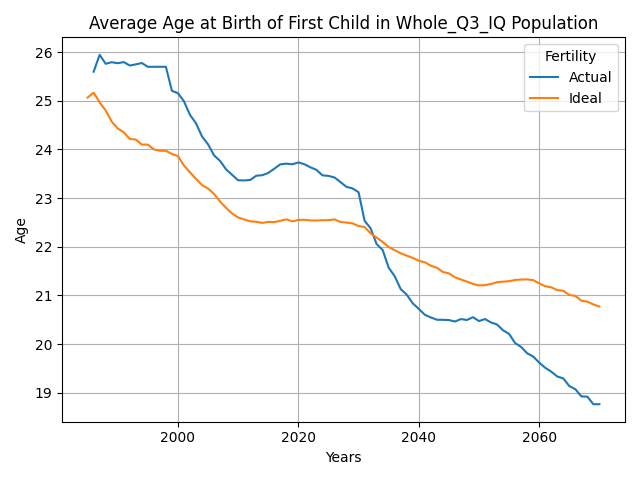 Average Age at Birth of First Child in Whole_Q3_IQ Population
Fertility
Actual
Ideal
Age
26
25
24
23
22
21
20
19
2000 2020 2040 2060
Years